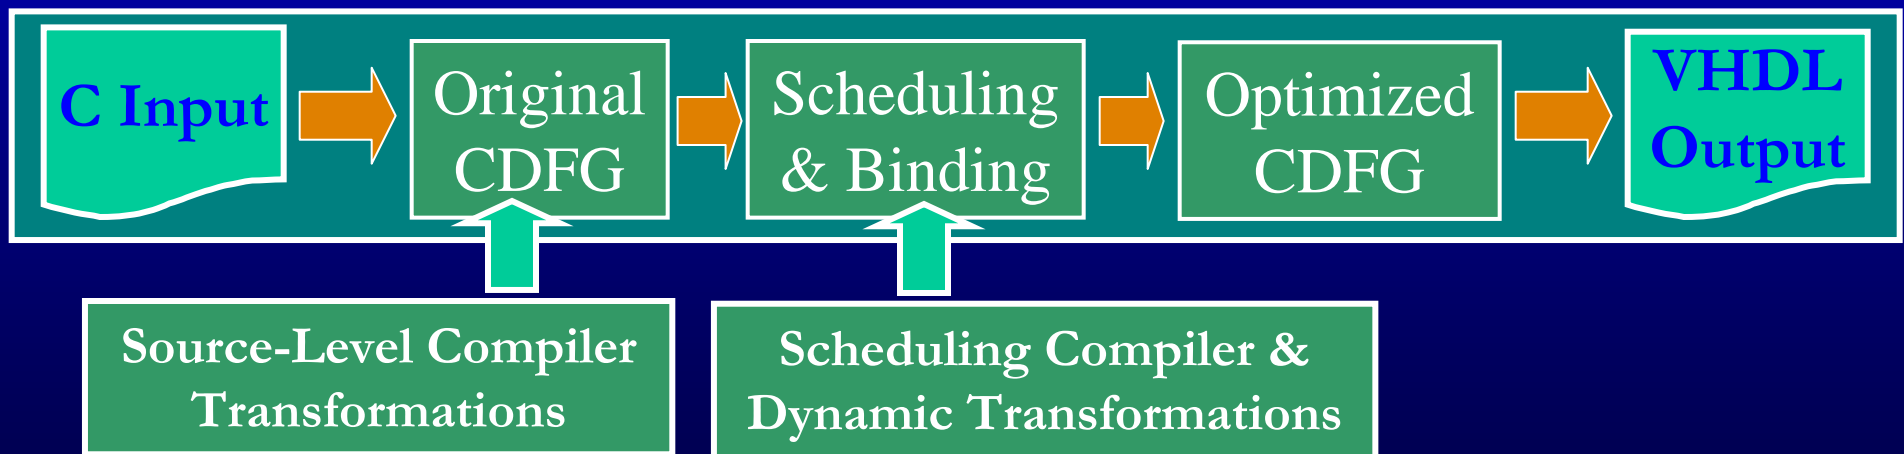 C Input
Original
CDFG
Scheduling
& Binding
Optimized
CDFG
VHDL
Output
Source-Level Compiler
Transformations
Scheduling Compiler &
Dynamic Transformations